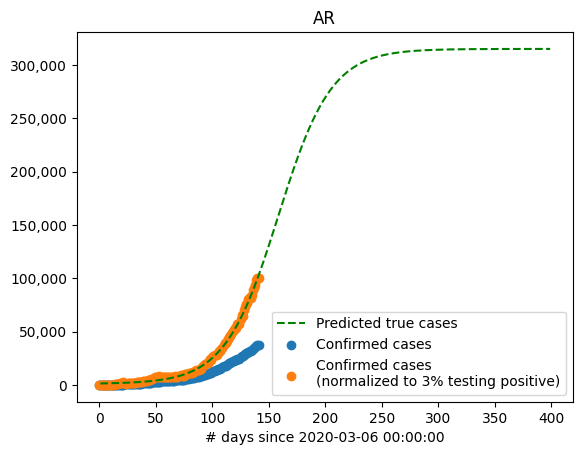 AR
300,000
250,000
200,000
150,000
100,000
50,000
0
Predicted true cases
Confirmed cases
Confirmed cases
(normalized to 3% testing positive)
0 50 100 150 200 250 300 350 400
# days since 2020-03-06 00:00:00